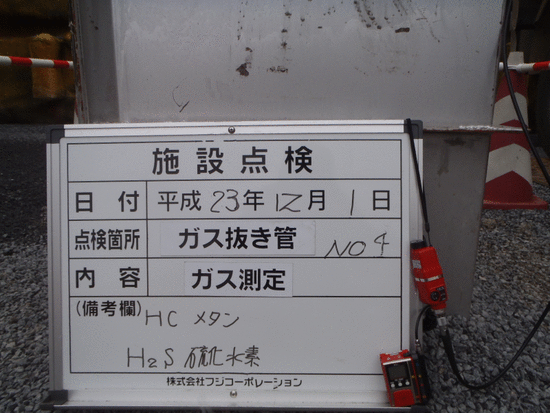 施設点検
日付 平成23年12月1日
点検箇所 ガス抜き管 NO4
内容 ガス測定
(備考欄) HC メタン
H2S 硫化水素
株式会社フジコーポレーション